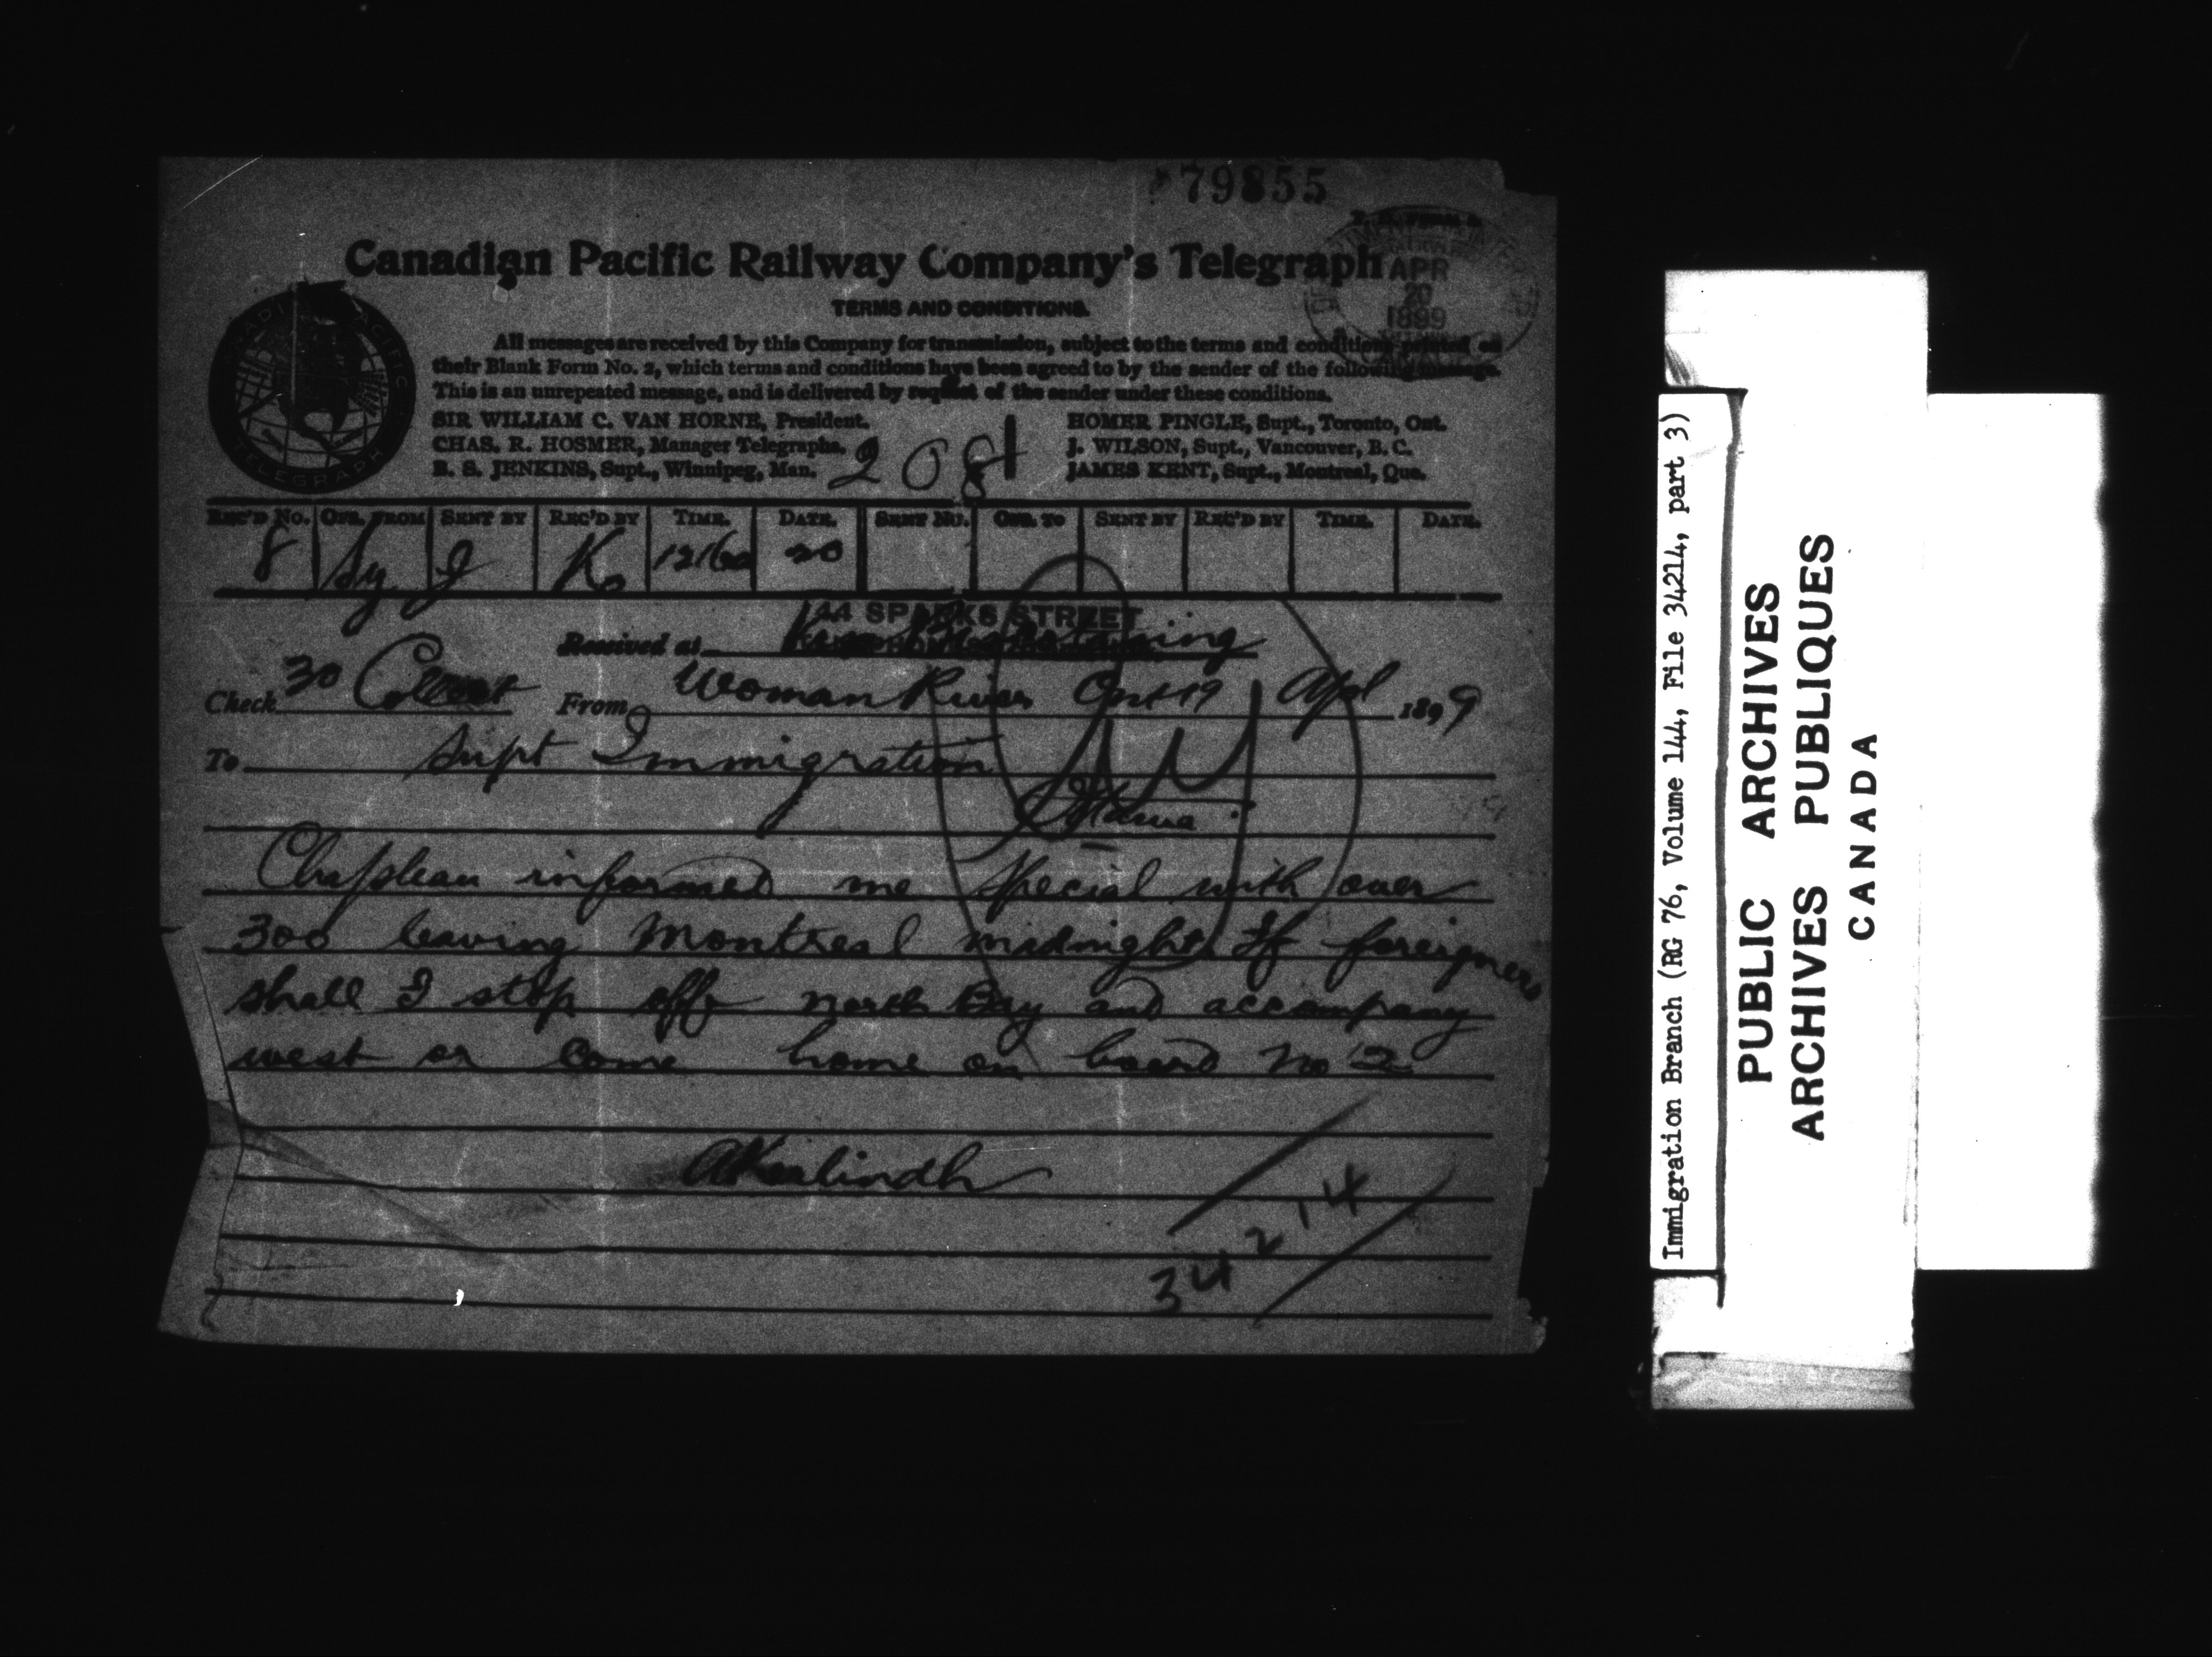 79855
T. D. FORM 2
Canadian Pacific Railway Company's Telegraph
APR
20
1899
TERMS AND CONDITIONS.
All messages are received by this Company for transmission, subject to the terms and conditions printed on
their Blank Form No. 2, which terms and conditions have been agreed to by the sender of the following message.
This is an unrepeated message, and is delivered by request of the sender under these conditions.
SIR WILLIAM C. VAN HORNE, President.
CHAS. R. HOSMER, Manager Telegraphs.
B. S. JENKINS, Supt., Winnipeg, Man.
HOMER PINGLE, Supt., Toronto, Ont.
J. WILSON, Supt., Vancouver, B. C.
JAMES KENT, Supt., Montreal, Que.
TELEGRAPH
208
REC'D No. OFF. FROM SENT BY REC'D BY TIME. DATE. SENT NO. OFF. TO SENT BY REC'D BY TIME. DATE.
8 20
44 SPARKS STREET
Received at
Check 30 Collect From Woman River Ont 19 Apl 1899
To Supt Immigration
Ottawa
Chapleau informed me special with over
300 leaving Montreal midnight If foreigners
shall I stop off North Bay and accompany
west or come home on board No 2
Akerlindh
34214
Immigration Branch (RG 76, Volume 144, File 34214, part 3)
PUBLIC ARCHIVES
ARCHIVES PUBLIQUES
CANADA